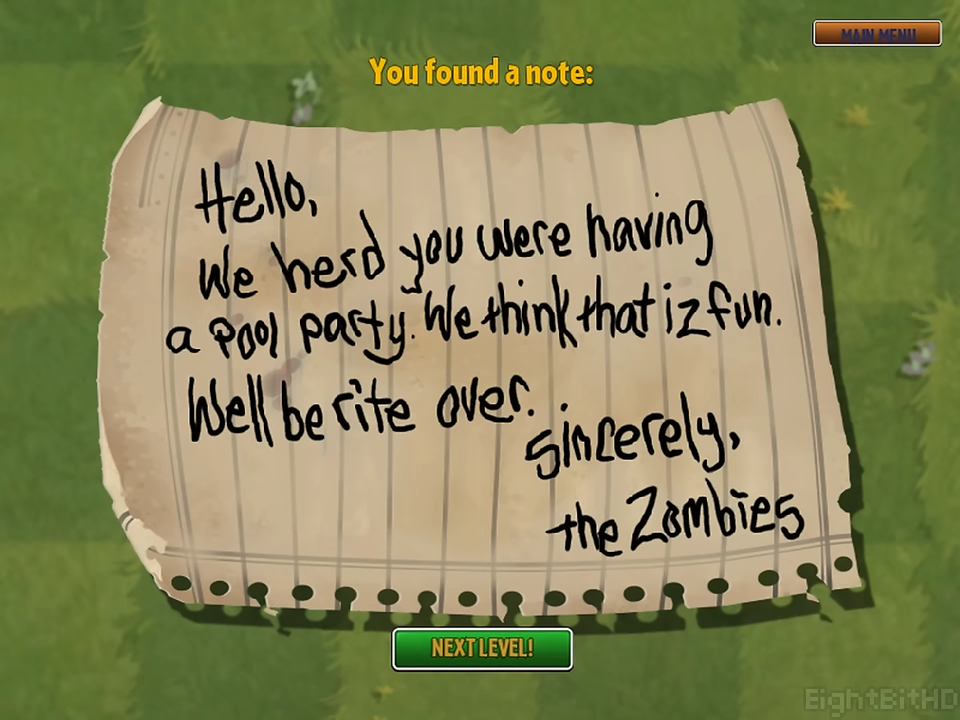 MAIN MENU
You found a note:
Hello,
We herd you were having
a pool party. We think that iz fun.
Well be rite over.
Sincerely,
the Zombies
NEXT LEVEL!
EightBitHD